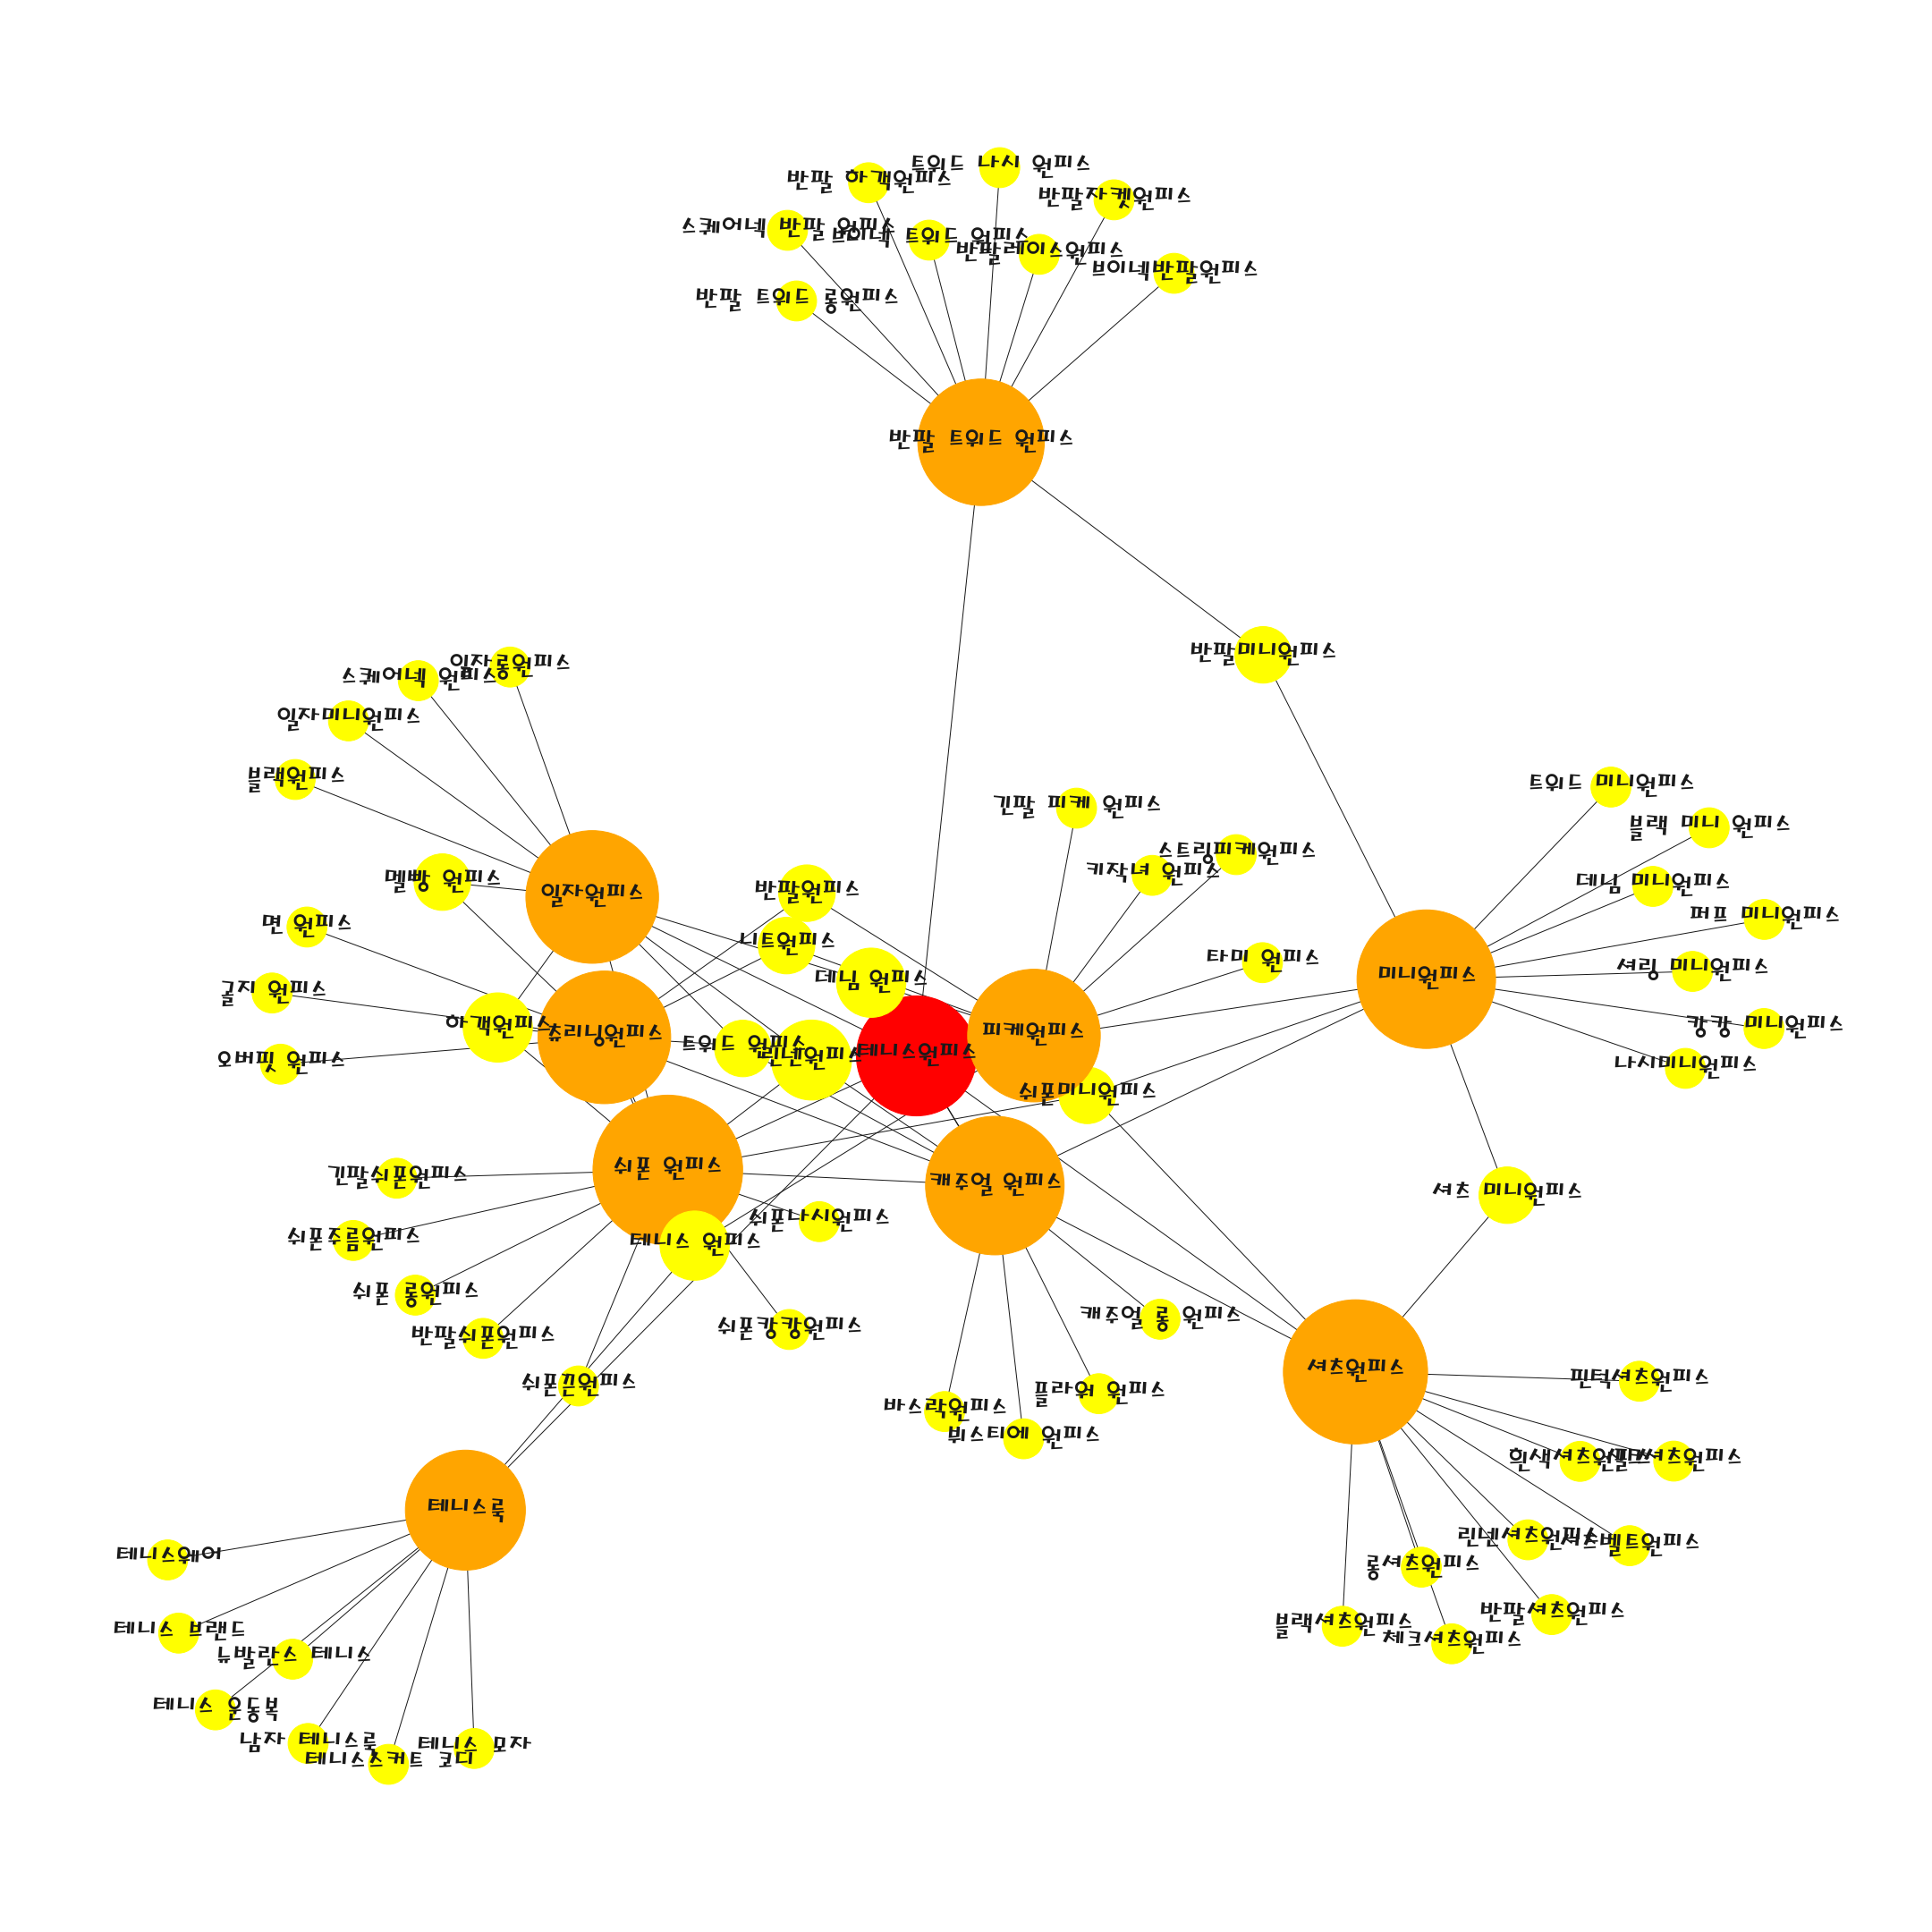 트위드 나시 원피스
반팔 하객원피스
반팔자켓원피스
스퀘어넥 반팔 원피스
브이넥 트위드 원피스
반팔레이스원피스
브이넥반팔원피스
반팔 트위드 롱원피스
반팔 트위드 원피스
반팔미니원피스
일자롱원피스
스퀘어넥 원피스
일자미니원피스
블랙원피스
트위드 미니원피스
긴팔 피케 원피스
블랙 미니 원피스
스트링피케원피스
키작녀 원피스
멜빵 원피스
일자원피스
반팔원피스
데님 미니원피스
퍼프 미니원피스
면 원피스
니트원피스
타미 원피스
셔링 미니원피스
데님 원피스
미니원피스
골지 원피스
하객원피스
츄리닝원피스
피케원피스
캉캉 미니원피스
트위드 원피스
린넨원피스
테니스원피스
오버핏 원피스
나시미니원피스
쉬폰미니원피스
쉬폰 원피스
긴팔쉬폰원피스
캐주얼 원피스
셔츠 미니원피스
쉬폰나시원피스
쉬폰주름원피스
테니스 원피스
쉬폰 롱원피스
캐주얼 롱 원피스
쉬폰캉캉원피스
반팔쉬폰원피스
셔츠원피스
쉬폰끈원피스
핀턱셔츠원피스
플라워 원피스
바스락원피스
뷔스티에 원피스
흰색셔츠원피스
셔츠원피스
테니스룩
린넨셔츠원피스
셔츠벨트원피스
테니스웨어
롱셔츠원피스
반팔셔츠원피스
블랙셔츠원피스
테니스 브랜드
체크셔츠원피스
뉴발란스 테니스
테니스 운동복
남자 테니스룩
테니스 모자
테니스스커트 코디